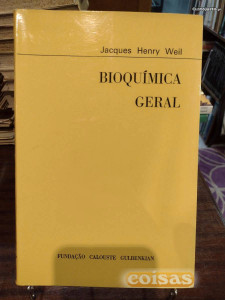 Jacques Henry Weil
BIOQUÍMICA
GERAL
FUNDAÇÃO CALOUSTE GULBENKIAN
coisas